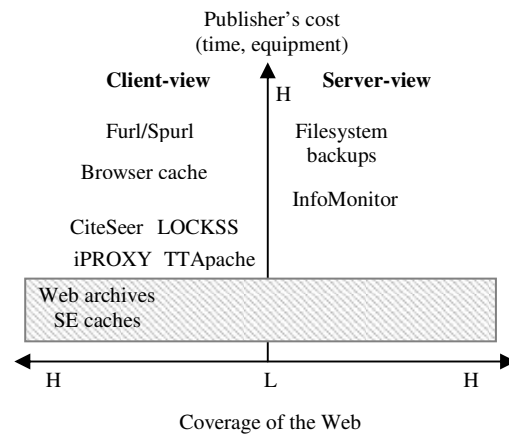 Publisher's cost
(time, equipment)
Client-view
Server-view
H
Furl/Spurl
Filesystem
backups
Browser cache
InfoMonitor
CiteSeer LOCKSS
iPROXY TTApache
Web archives
SE caches
H
L
H
Coverage of the Web